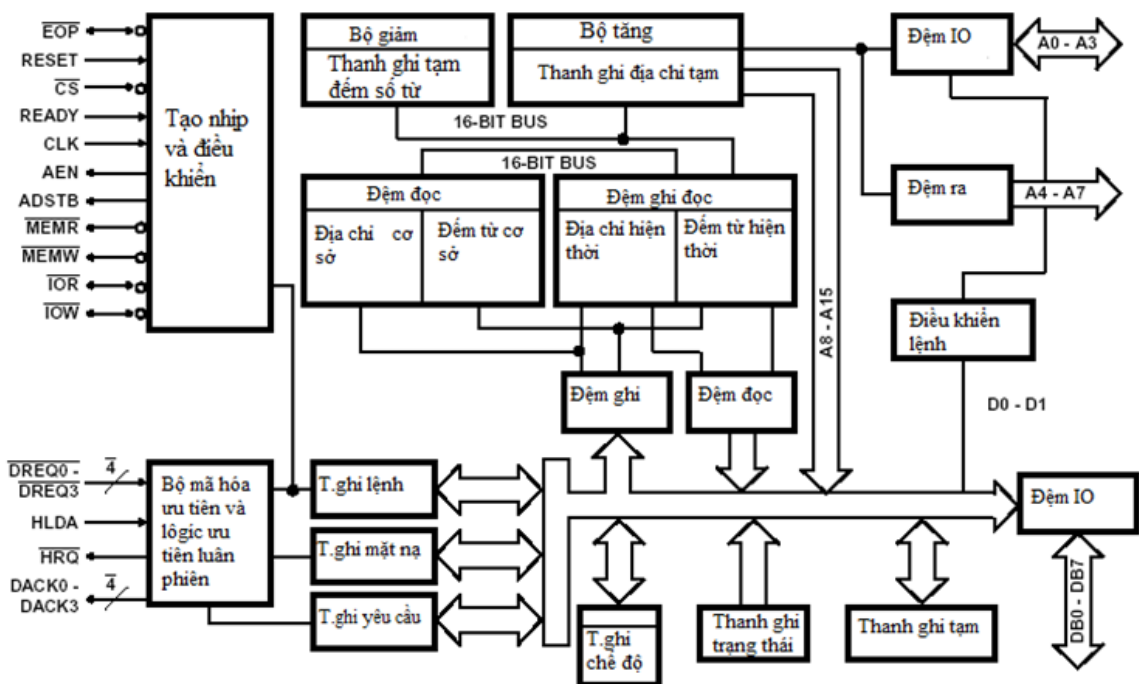 EOP
RESET
CS
READY
CLK
AEN
ADSTB
MEMR
MEMW
IOR
IOW
Tạo nhịp
và điều
khiển
Bộ giảm
Thanh ghi tạm
đếm số từ
Bộ tăng
Thanh ghi địa chỉ tạm
16-BIT BUS
16-BIT BUS
Đệm đọc
Địa chỉ cơ
sở
Đếm từ cơ
sở
Đệm ghi đọc
Địa chỉ hiện
thời
Đếm từ hiện
thời
Đệm ghi
Đệm đọc
A8 - A15
Đệm IO
A0 - A3
Đệm ra
A4 - A7
Điều khiển
lệnh
D0 - D1
DREQ0 -
DREQ3
4
HLDA
HRQ
DACK0 -
DACK3
4
Bộ mã hóa
ưu tiên và
lôgic ưu
tiên luân
phiên
T.ghi lệnh
T.ghi mặt nạ
T.ghi yêu cầu
T.ghi
chế độ
Thanh ghi
trạng thái
Thanh ghi tạm
Đệm IO
DB0 - DB7